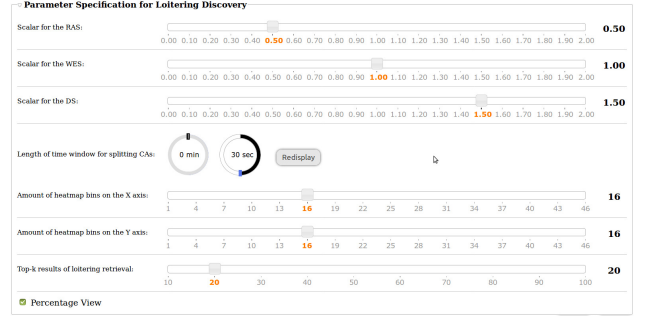 Parameter Specification for Loitering Discovery
Scalar for the RAS:
0.50
0.00 0.10 0.20 0.30 0.40 0.50 0.60 0.70 0.80 0.90 1.00 1.10 1.20 1.30 1.40 1.50 1.60 1.70 1.80 1.90 2.00
Scalar for the WES:
1.00
0.00 0.10 0.20 0.30 0.40 0.50 0.60 0.70 0.80 0.90 1.00 1.10 1.20 1.30 1.40 1.50 1.60 1.70 1.80 1.90 2.00
Scalar for the DS:
1.50
0.00 0.10 0.20 0.30 0.40 0.50 0.60 0.70 0.80 0.90 1.00 1.10 1.20 1.30 1.40 1.50 1.60 1.70 1.80 1.90 2.00
Length of time window for splitting CAs: 0 min 30 sec Redisplay
Amount of heatmap bins on the X axis:
16
1 4 7 10 13 16 19 22 25 28 31 34 37 40 43 46
Amount of heatmap bins on the Y axis:
16
1 4 7 10 13 16 19 22 25 28 31 34 37 40 43 46
Top-k results of loitering retrieval:
20
10 20 30 40 50 60 70 80 90 100
Percentage View